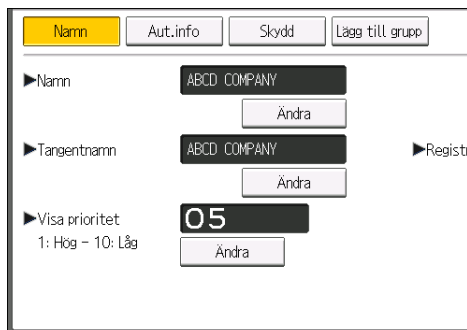 Namn Aut.info Skydd Lägg till grupp
▶Namn ABCD COMPANY
Ändra
▶Tangentnamn ABCD COMPANY ▶Registr
Ändra
▶Visa prioritet 05
1: Hög - 10: Låg Ändra